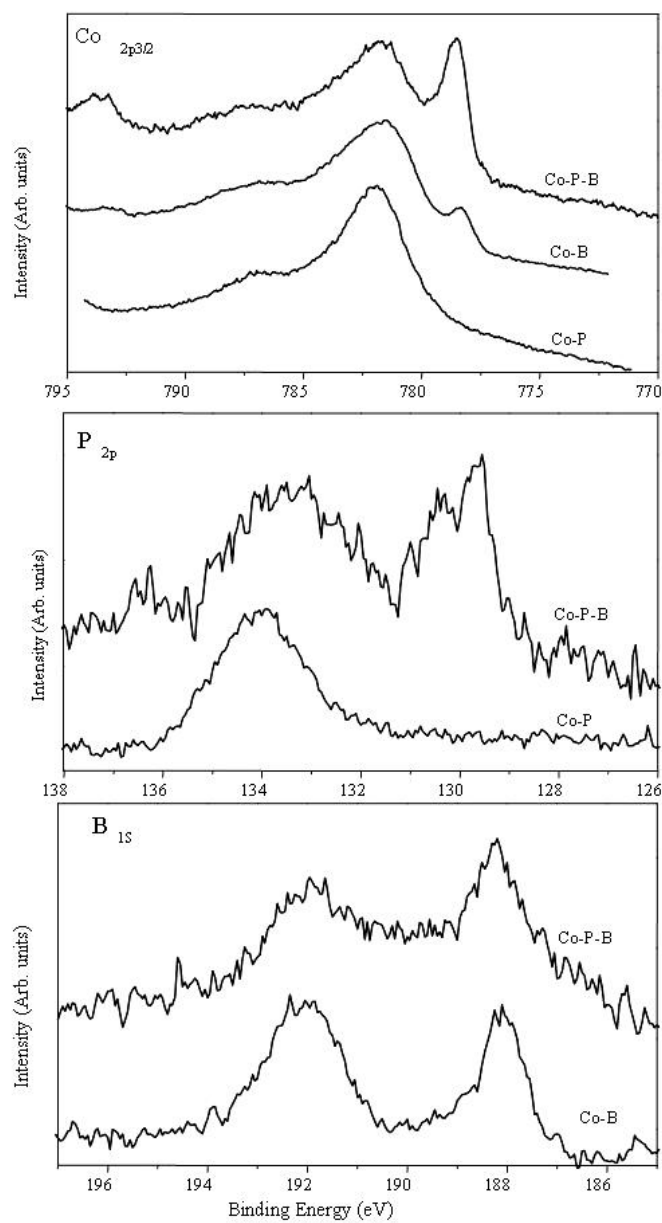 Co 2p3/2
Intensity (Arb. units)
Co-P-B
Co-B
Co-P
795 790 785 780 775 770
P 2p
Intensity (Arb. units)
Co-P-B
Co-P
138 136 134 132 130 128 126
B 1S
Intensity (Arb. units)
Co-P-B
Co-B
196 194 192 190 188 186
Binding Energy (eV)